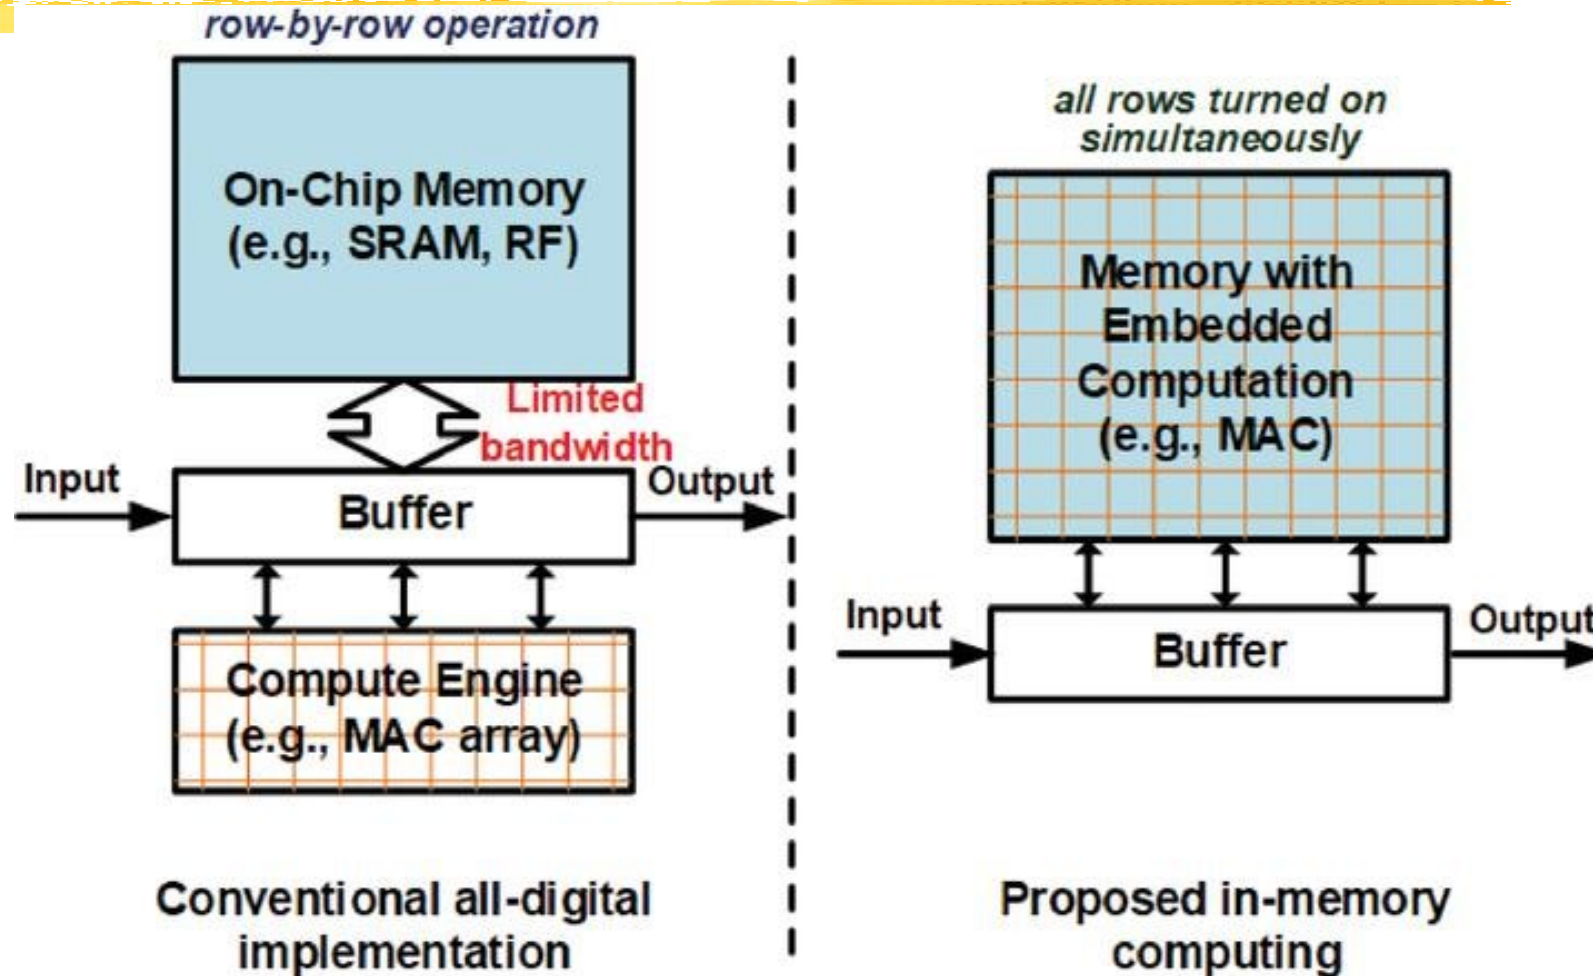 row-by-row operation
On-Chip Memory
(e.g., SRAM, RF)
Limited
bandwidth
Input
Buffer
Output
Compute Engine
(e.g., MAC array)
Conventional all-digital
implementation
all rows turned on
simultaneously
Memory with
Embedded
Computation
(e.g., MAC)
Input
Buffer
Output
Proposed in-memory
computing